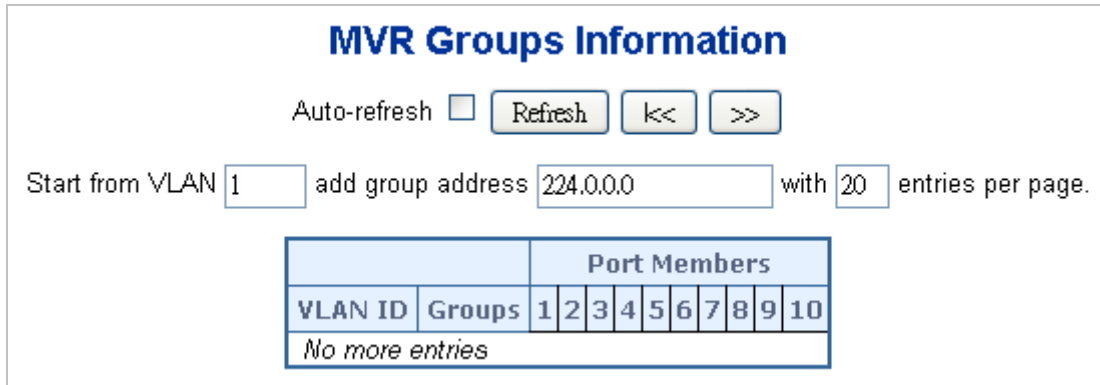 MVR Groups Information
Auto-refresh Refresh |<< >>
Start from VLAN 1 add group address 224.0.0.0 with 20 entries per page.
Port Members
VLAN ID Groups 1 2 3 4 5 6 7 8 9 10
No more entries